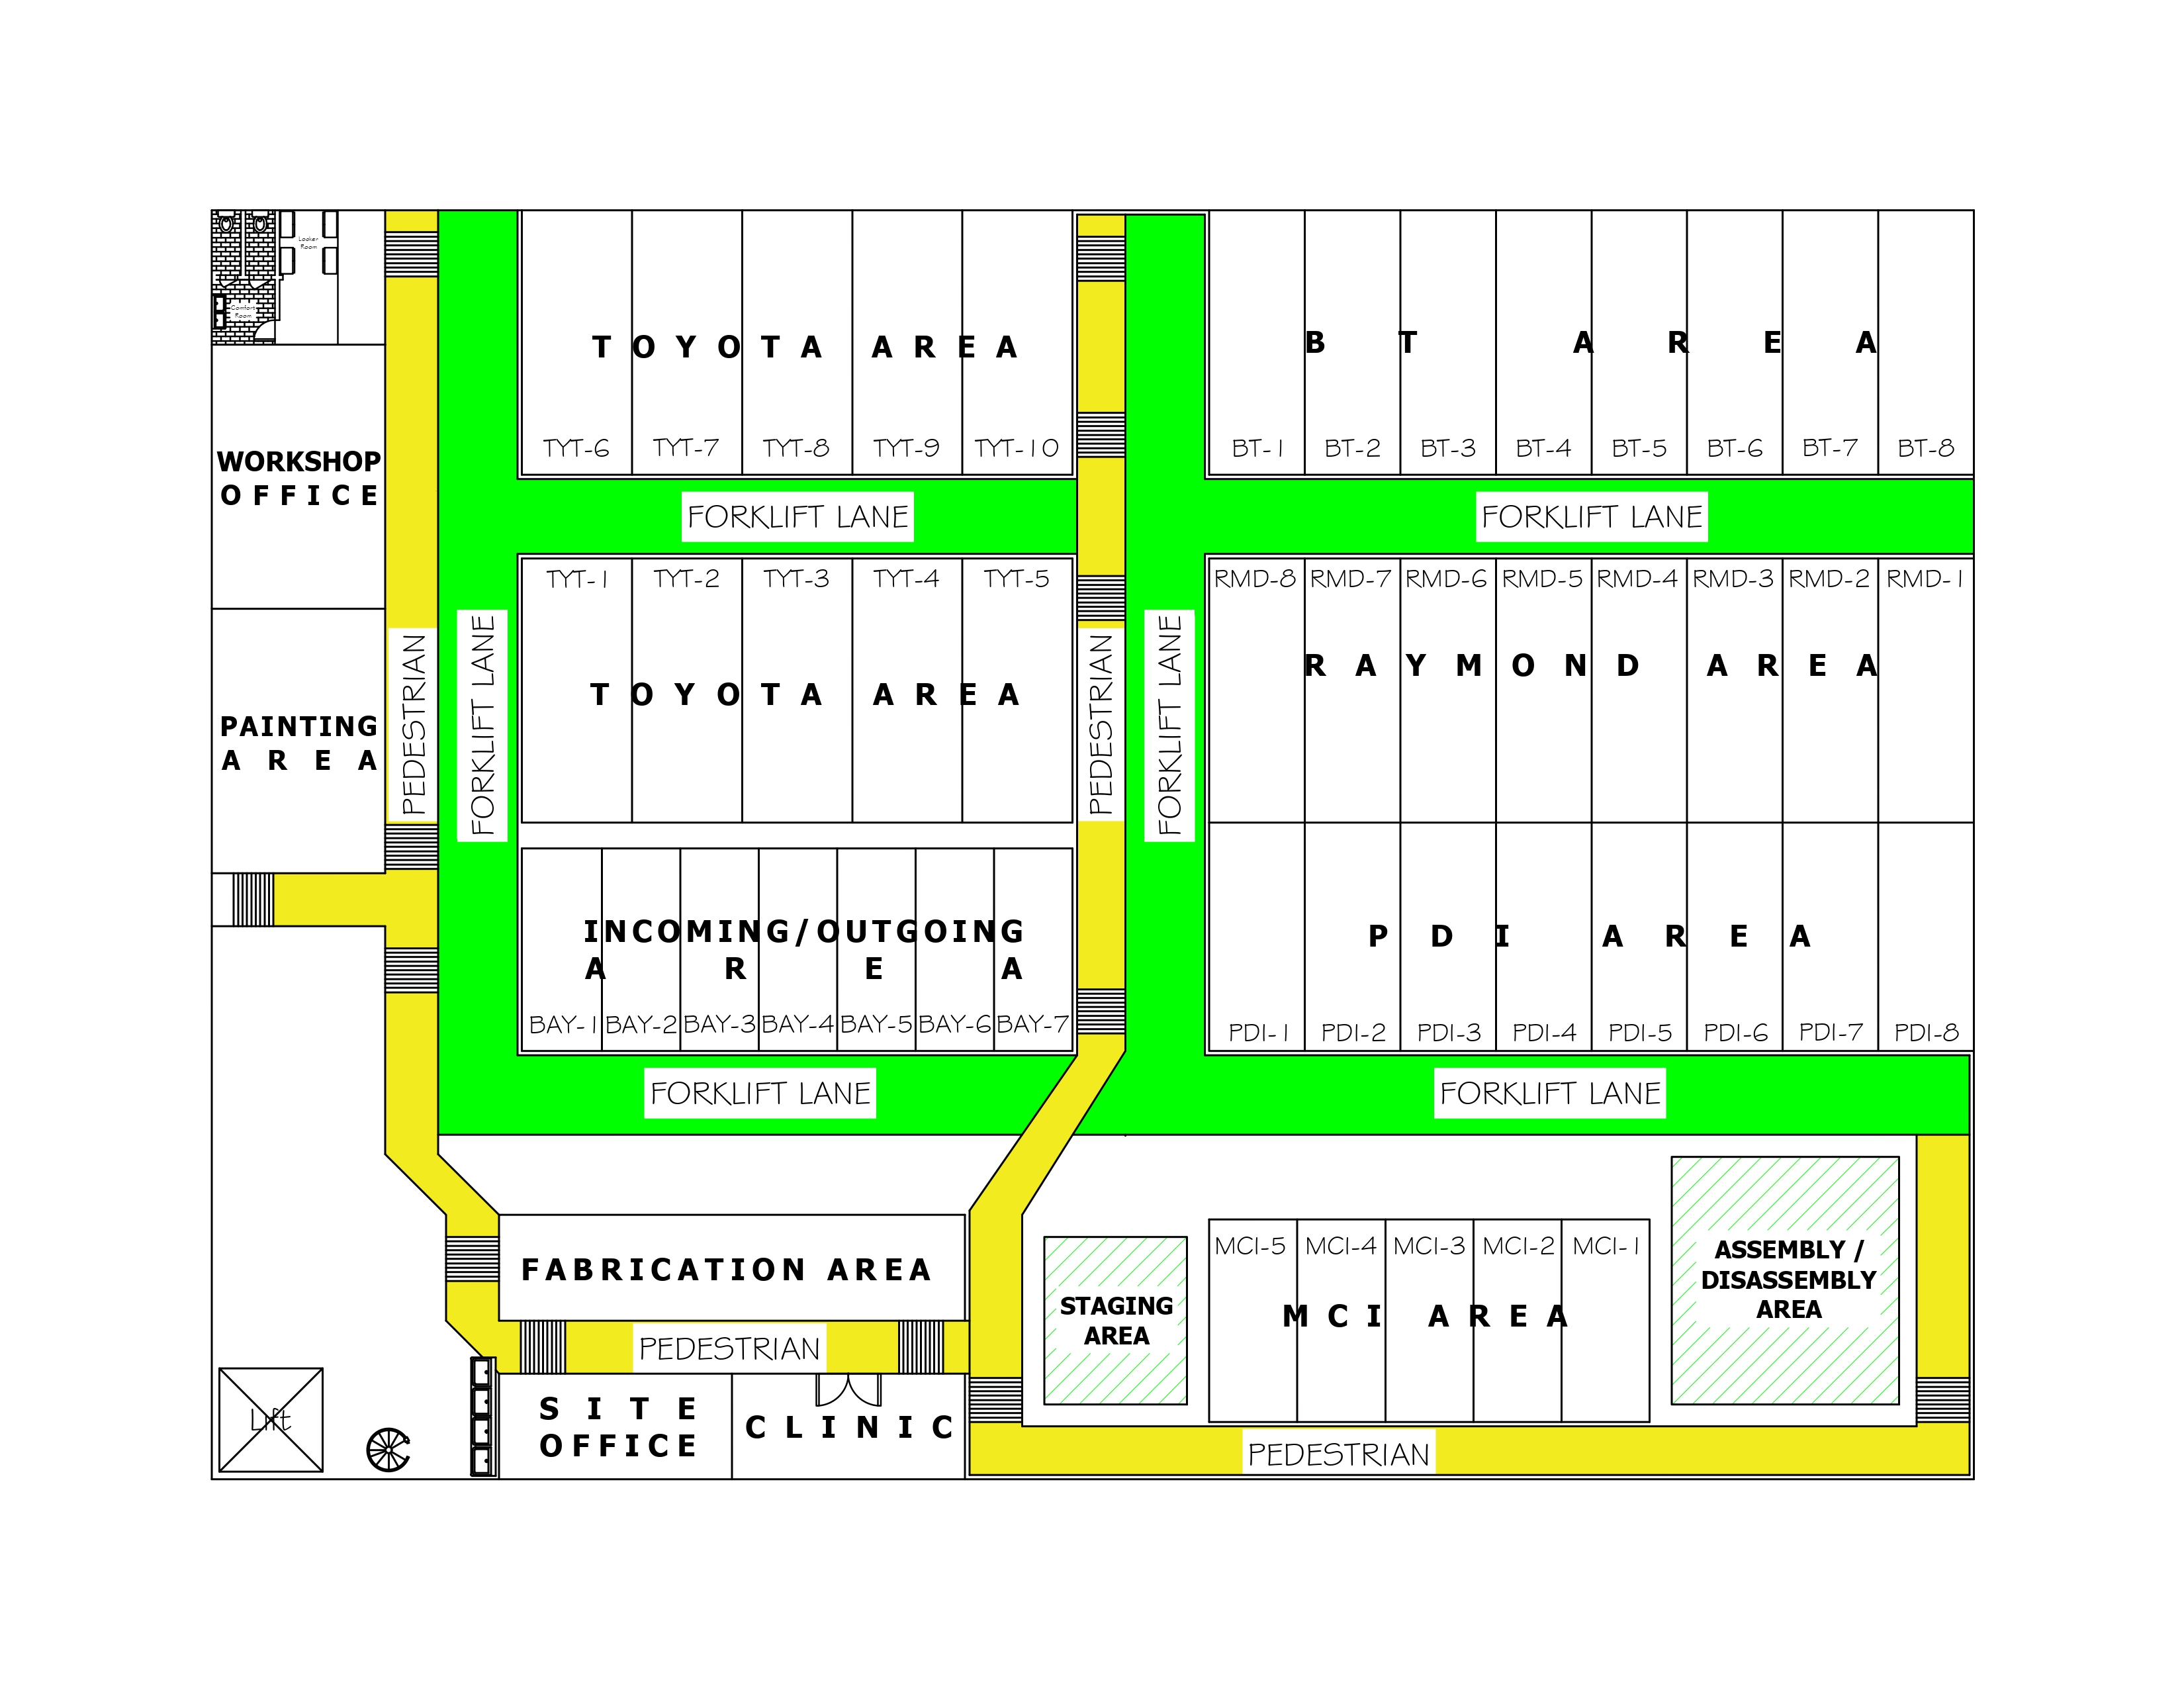 Looker
Room
Comfort
Room
WORKSHOP
OFFICE
PAINTING
AREA
PEDESTRIAN
FORKLIFT LANE
TOYOTA AREA
TYT-6 TYT-7 TYT-8 TYT-9 TYT-10
FORKLIFT LANE
TYT-1 TYT-2 TYT-3 TYT-4 TYT-5
TOYOTA AREA
INCOMING/OUTGOING
AREA
BAY-1 BAY-2 BAY-3 BAY-4 BAY-5 BAY-6 BAY-7
FORKLIFT LANE
PEDESTRIAN
FORKLIFT LANE
BT AREA
BT-1 BT-2 BT-3 BT-4 BT-5 BT-6 BT-7 BT-8
FORKLIFT LANE
RMD-8 RMD-7 RMD-6 RMD-5 RMD-4 RMD-3 RMD-2 RMD-1
RAYMOND AREA
PDI AREA
PDI-1 PDI-2 PDI-3 PDI-4 PDI-5 PDI-6 PDI-7 PDI-8
FORKLIFT LANE
FABRICATION AREA
PEDESTRIAN
Lift
SITE
OFFICE
CLINIC
STAGING
AREA
MCI-5 MCI-4 MCI-3 MCI-2 MCI-1
MCI AREA
ASSEMBLY /
DISASSEMBLY
AREA
PEDESTRIAN